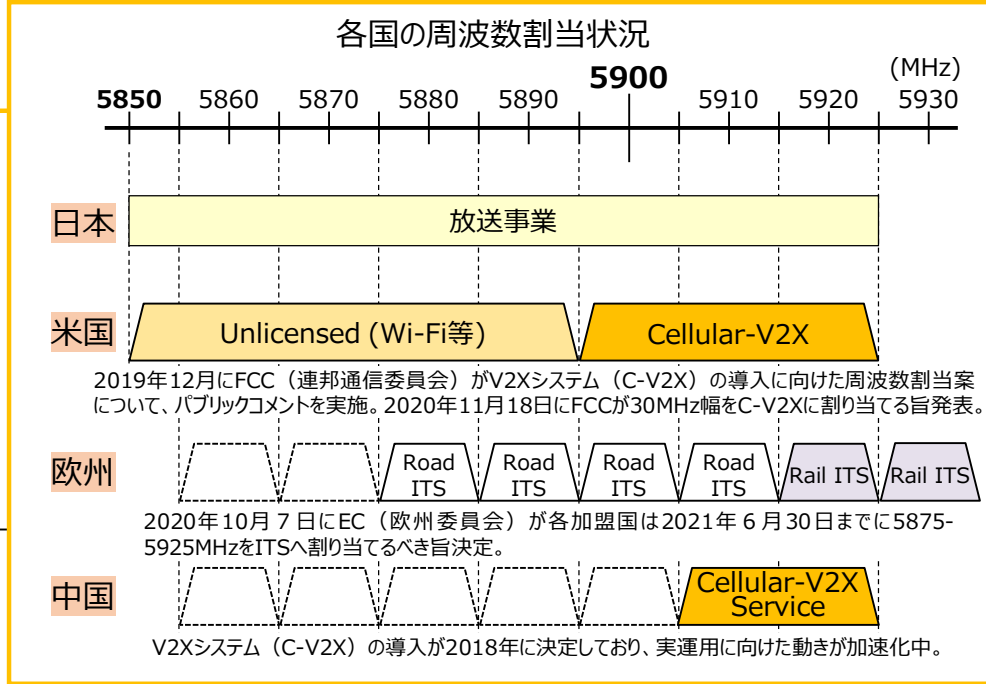 各国の周波数割当状況
(MHz)
5850 5860 5870 5880 5890 5900 5910 5920 5930
日本
放送事業
米国
Unlicensed (Wi-Fi等)
Cellular-V2X
2019年12月にFCC（連邦通信委員会）がV2Xシステム（C-V2X）の導入に向けた周波数割当案
について、パブリックコメントを実施。2020年11月18日にFCCが30MHz幅をC-V2Xに割り当てる旨発表。
欧州
Road
ITS
Road
ITS
Road
ITS
Road
ITS
Rail ITS
Rail ITS
2020年10月７日にEC（欧州委員会）が各加盟国は2021年６月30日までに5875-
5925MHzをITSへ割り当てるべき旨決定。
中国
Cellular-V2X
Service
V2Xシステム（C-V2X）の導入が2018年に決定しており、実運用に向けた動きが加速化中。